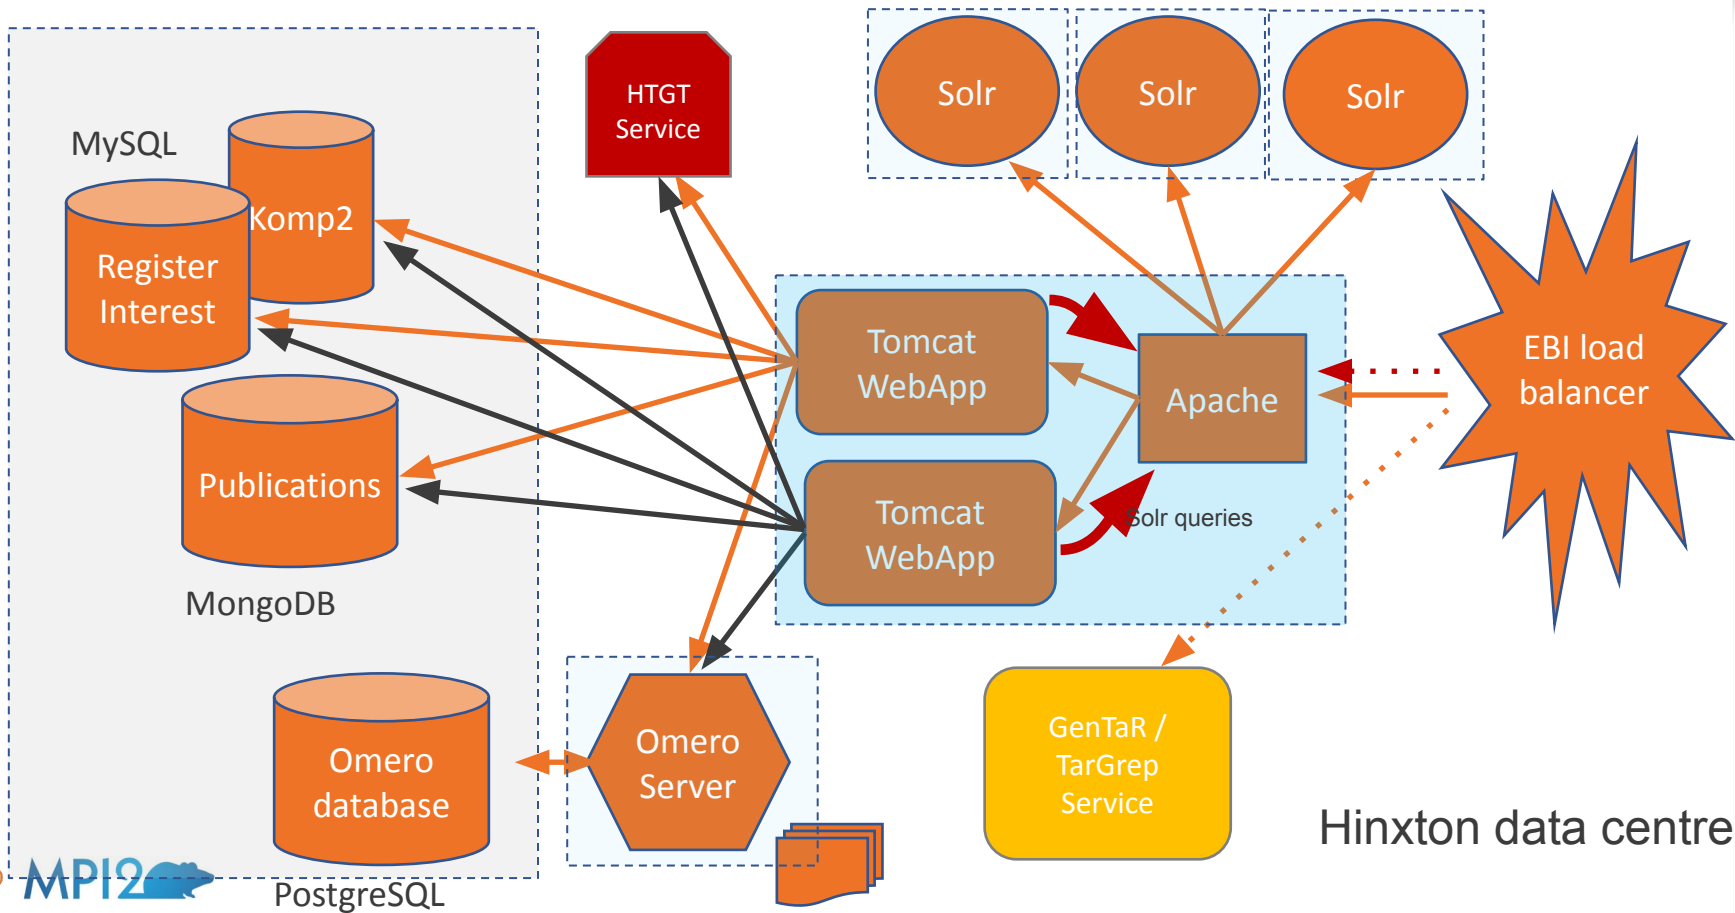 MySQL
Komp2
Register
Interest
Publications
MongoDB
Omero
database
PostgreSQL
MPI2
HTGT
Service
Solr
Solr
Solr
Tomcat
WebApp
Tomcat
WebApp
Apache
Solr queries
EBI load
balancer
Omero
Server
GenTaR /
TarGrep
Service
Hinxton data centre